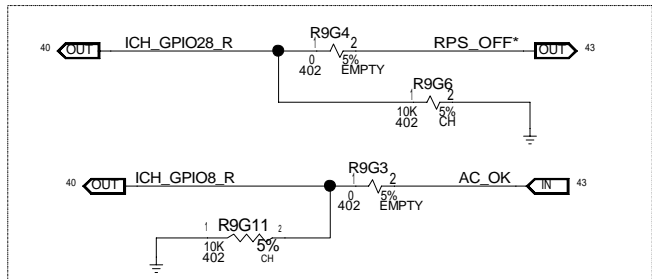 R9G4
40 OUT ICH_GPIO28_R 1 2 RPS_OFF* OUT 43
0 5%
402 EMPTY
R9G6
1 2
10K 5%
402 CH
R9G3
40 OUT ICH_GPIO8_R 1 2 AC_OK IN 43
0 5%
402 EMPTY
R9G11
1 2
10K 5%
402 CH